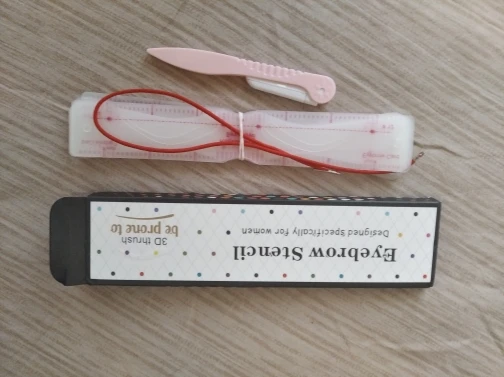 Eyebrow Stencil
Designed Specifically for women
3D thrush
be prone to